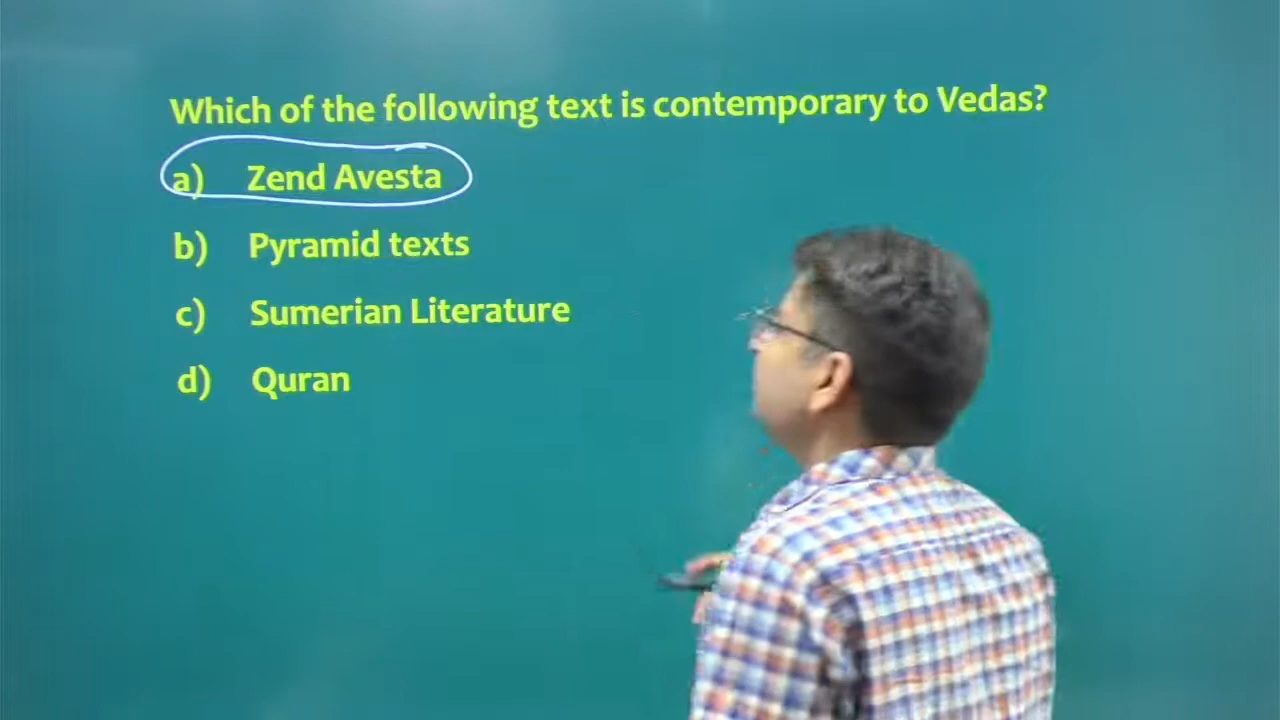 Which of the following text is contemporary to Vedas?
a) Zend Avesta
b) Pyramid texts
c) Sumerian Literature
d) Quran